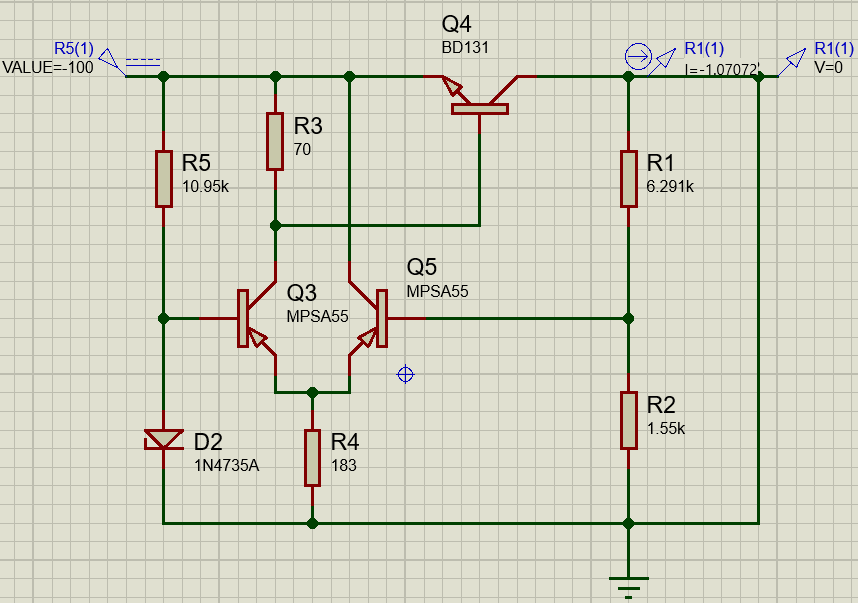 Q4
BD131
R5(1)
VALUE=-100
R1(1)
I=-1.07072
R1(1)
V=0
R3
70
R5
10.95k
R1
6.291k
Q3
MPSA55
Q5
MPSA55
D2
1N4735A
R4
183
R2
1.55k